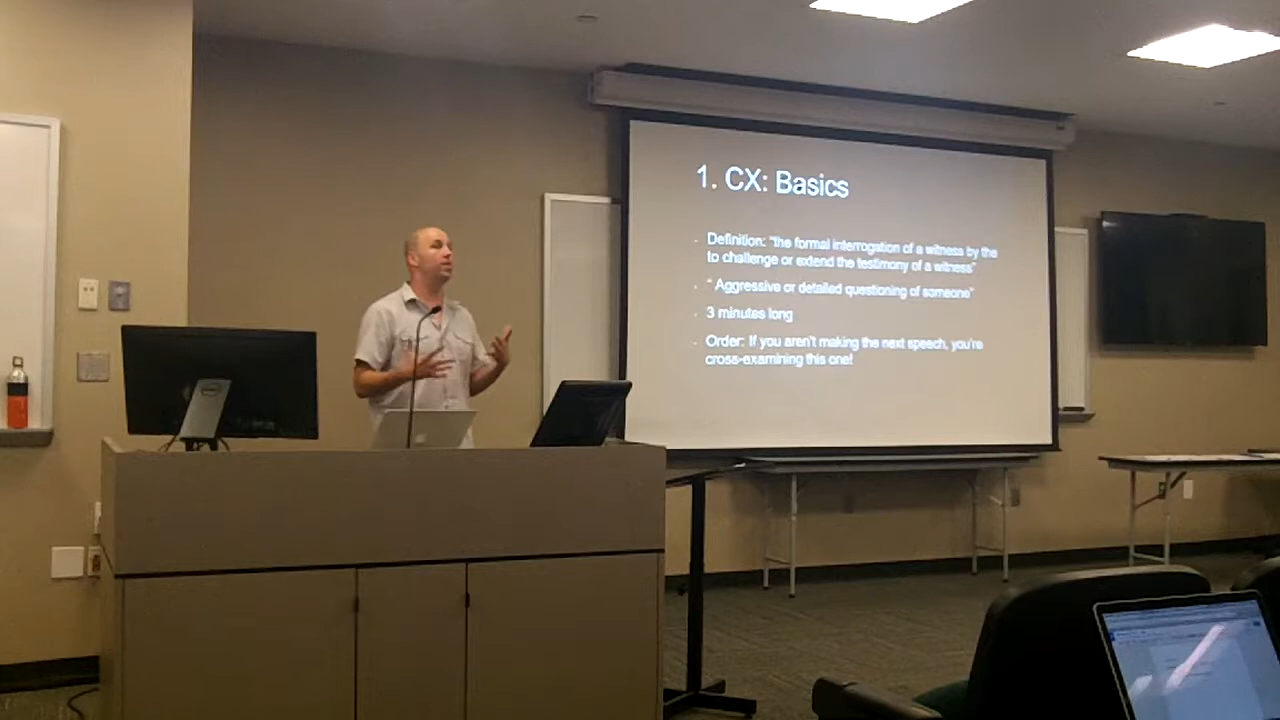 1. CX: Basics
- Definition: "the formal interrogation of a witness by the
to challenge or extend the testimony of a witness"
- " Aggressive or detailed questioning of someone"
- 3 minutes long
- Order: If you aren't making the next speech, you're
cross-examining this one!
DELL